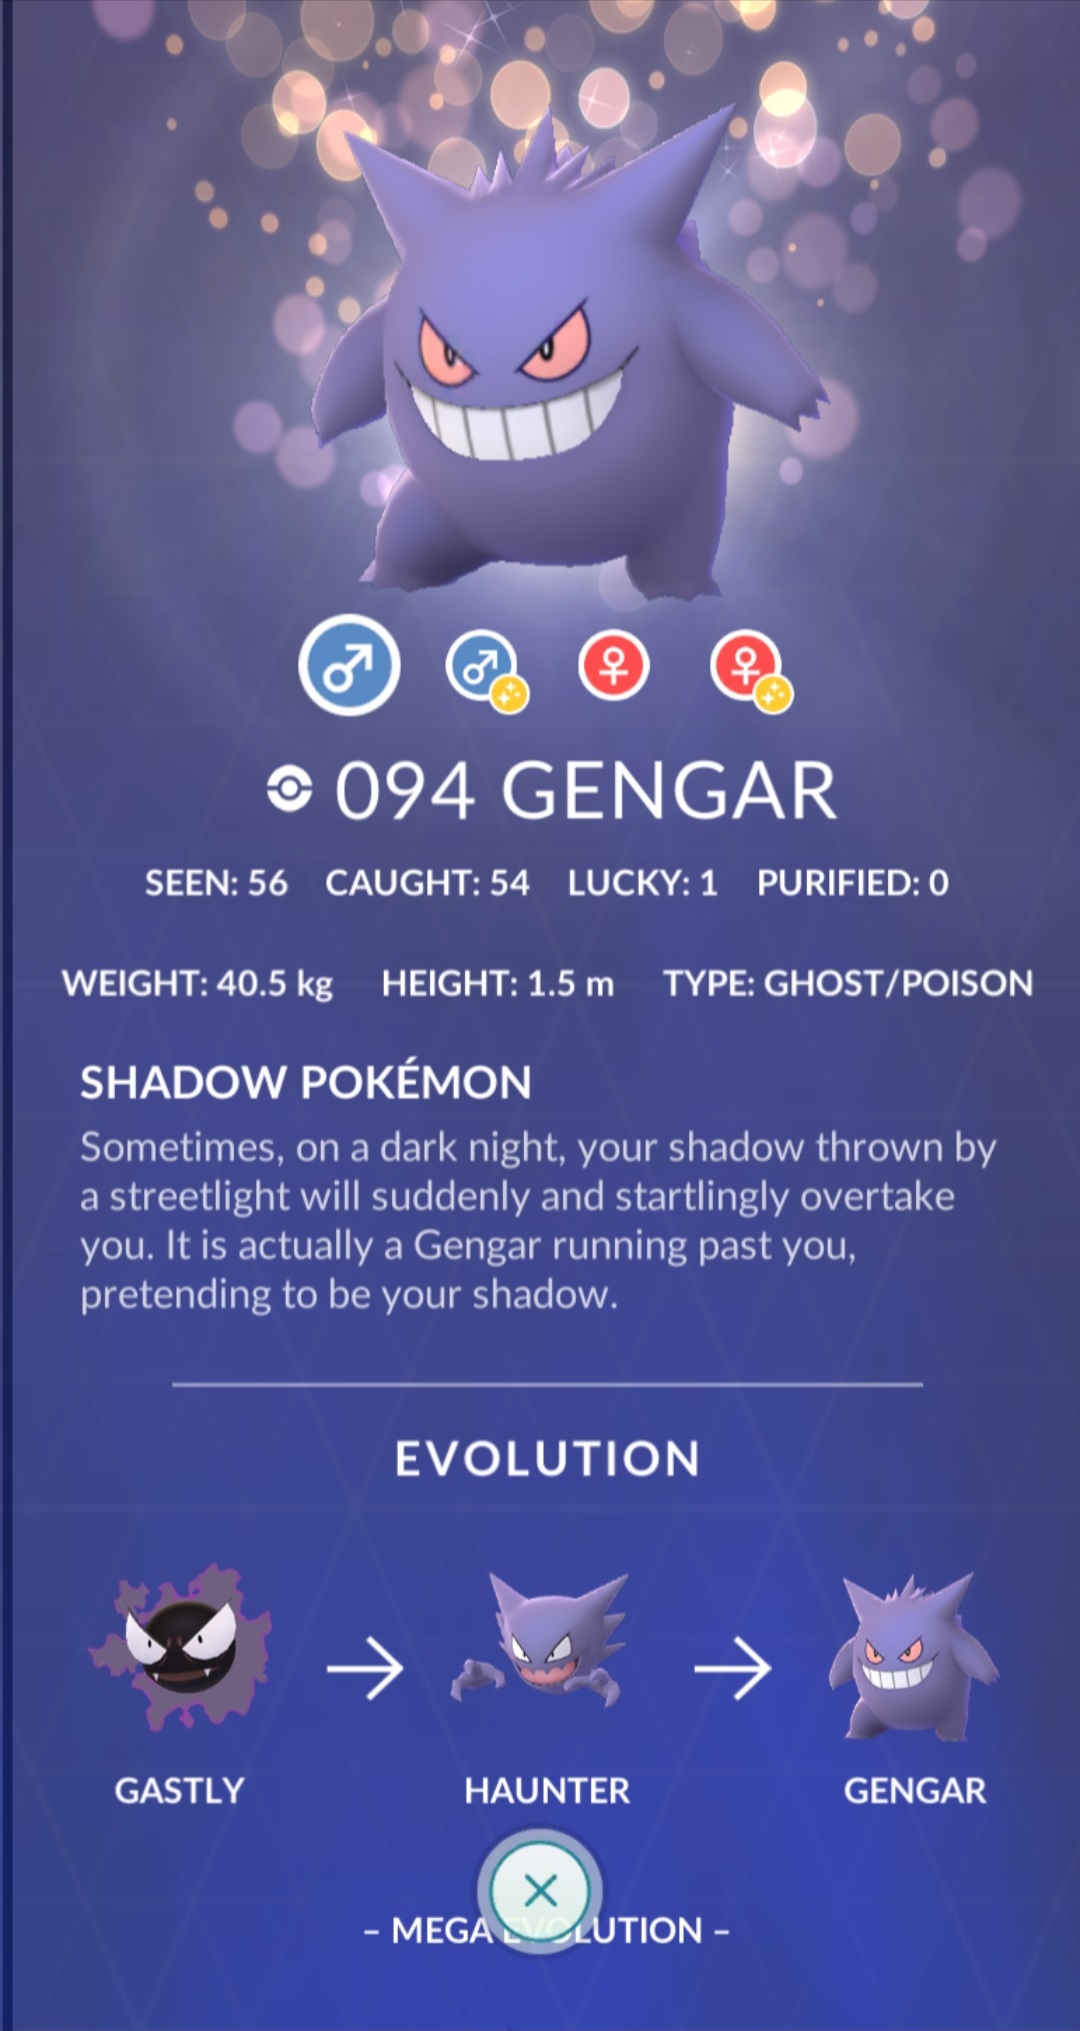 094 GENGAR
SEEN: 56 CAUGHT: 54 LUCKY: 1 PURIFIED: 0
WEIGHT: 40.5 kg HEIGHT: 1.5 m TYPE: GHOST/POISON
SHADOW POKÉMON
Sometimes, on a dark night, your shadow thrown by
a streetlight will suddenly and startlingly overtake
you. It is actually a Gengar running past you,
pretending to be your shadow.
EVOLUTION
GASTLY HAUNTER GENGAR
– MEGA EVOLUTION –